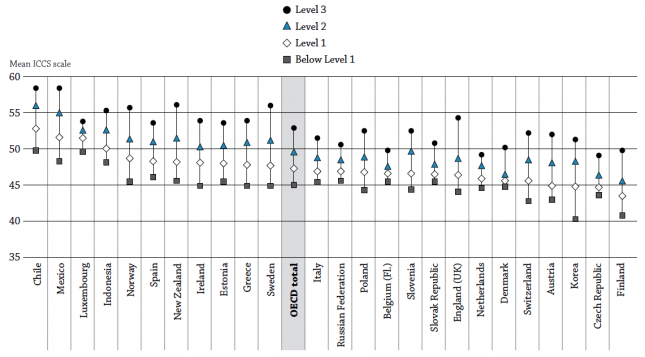 Level 3
Level 2
Level 1
Below Level 1
Mean ICCS scale
60
55
50
45
40
35
Chile
Mexico
Luxembourg
Indonesia
Norway
Spain
New Zealand
Ireland
Estonia
Greece
Sweden
OECD total
Italy
Russian Federation
Poland
Belgium (Fl.)
Slovenia
Slovak Republic
England (UK)
Netherlands
Denmark
Switzerland
Austria
Korea
Czech Republic
Finland